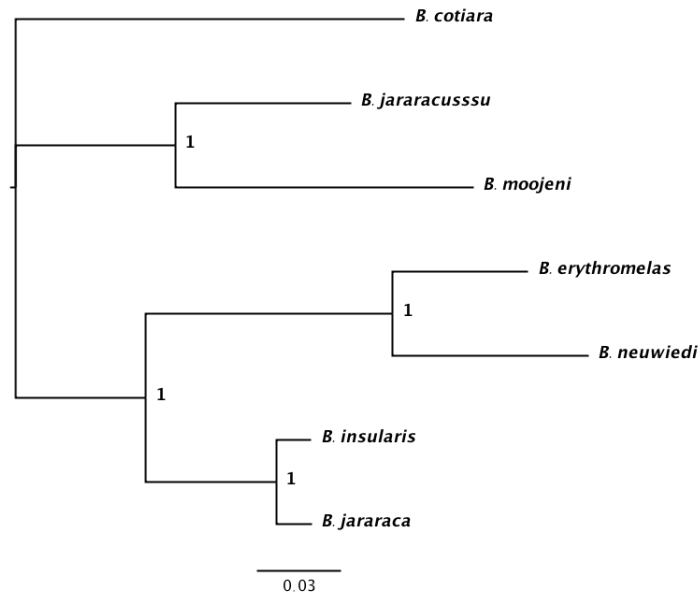 B. cotiara
B. jararacusssu
1
B. moojeni
B. erythromelas
1
B. neuwiedi
1
B. insularis
1
B. jararaca
0.03